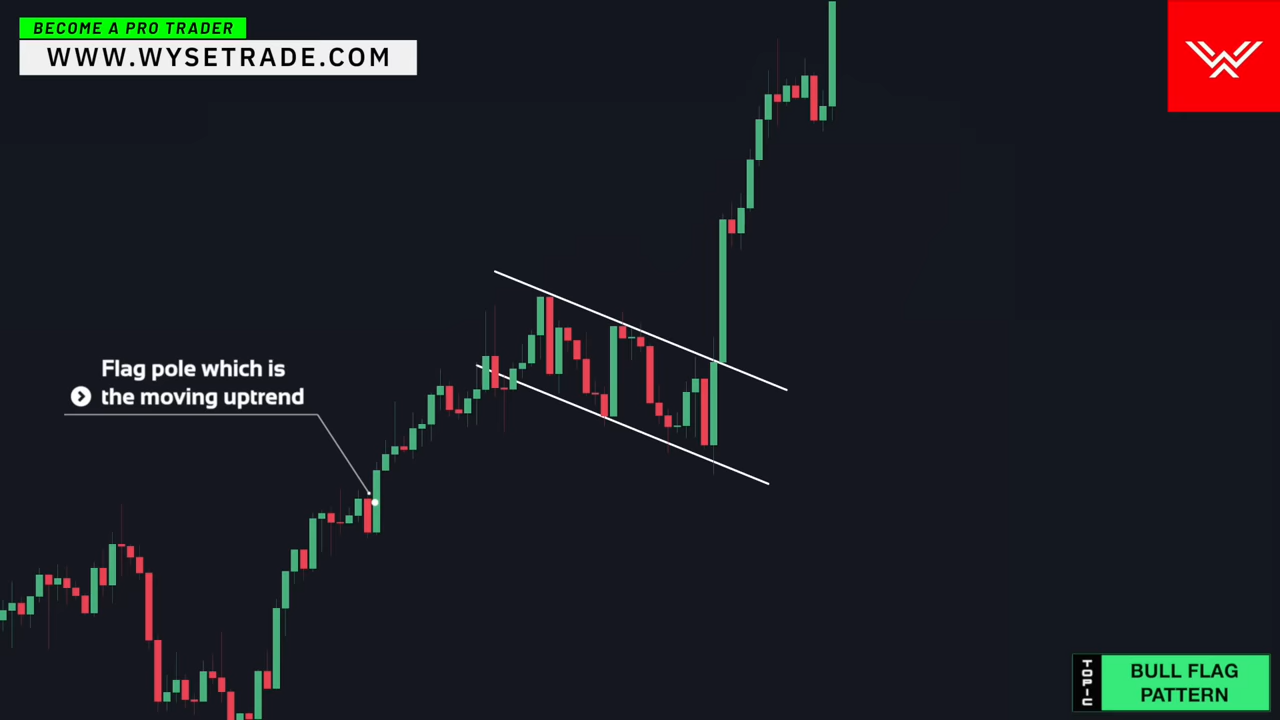 BECOME A PRO TRADER
WWW.WYSETRADE.COM
Flag pole which is
the moving uptrend
TOPIC
BULL FLAG
PATTERN